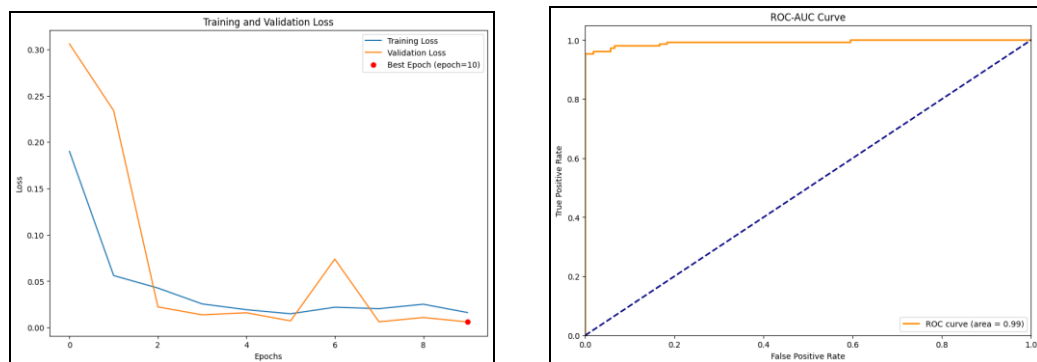 Training and Validation Loss
Training Loss
Validation Loss
Best Epoch (epoch=10)
0.30
0.25
0.20
0.15
0.10
0.05
0.00
Loss
0
2
4
6
8
Epochs
ROC-AUC Curve
1.0
0.8
0.6
0.4
0.2
0.0
True Positive Rate
ROC curve (area = 0.99)
0.0
0.2
0.4
0.6
0.8
1.0
False Positive Rate